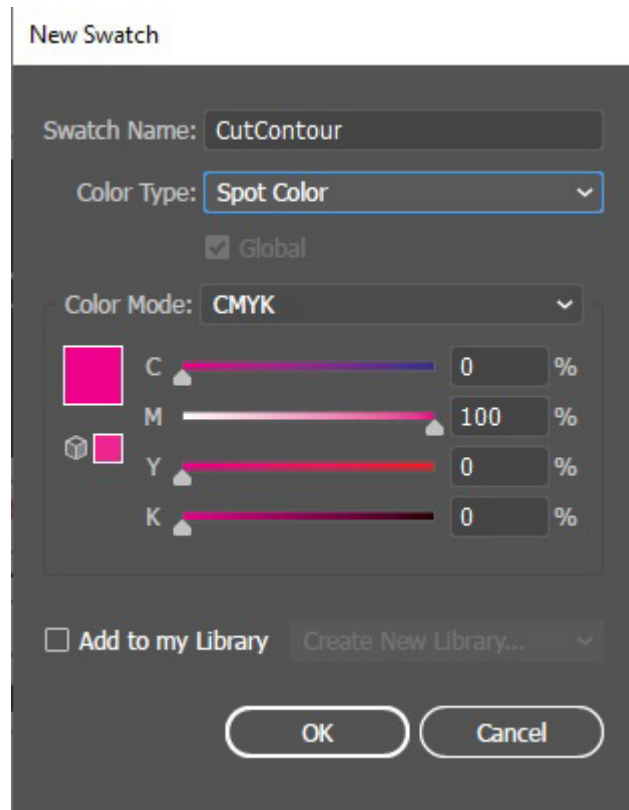 New Swatch
Swatch Name: CutContour
Color Type: Spot Color
Global
Color Mode: CMYK
C 0 %
M 100 %
Y 0 %
K 0 %
Add to my Library Create New Library...
OK Cancel